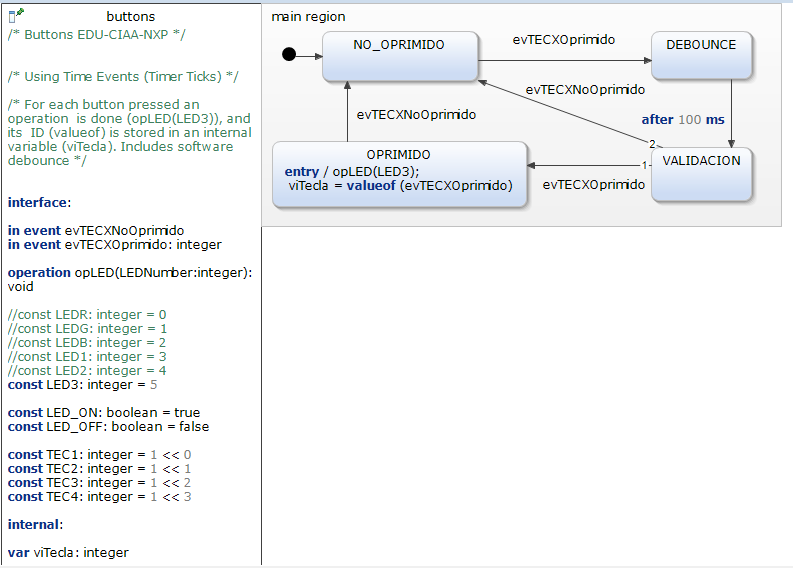 buttons
/* Buttons EDU-CIAA-NXP */
/* Using Time Events (Timer Ticks) */
/* For each button pressed an
operation is done (opLED(LED3)), and
its ID (valueof) is stored in an internal
variable (viTecla). Includes software
debounce */
interface:
in event evTECXNoOprimido
in event evTECXOprimido: integer
operation opLED(LEDNumber:integer):
void
//const LEDR: integer = 0
//const LEDG: integer = 1
//const LEDB: integer = 2
//const LED1: integer = 3
//const LED2: integer = 4
const LED3: integer = 5
const LED_ON: boolean = true
const LED_OFF: boolean = false
const TEC1: integer = 1 << 0
const TEC2: integer = 1 << 1
const TEC3: integer = 1 << 2
const TEC4: integer = 1 << 3
internal:
var viTecla: integer
main region
NO_OPRIMIDO
evTECXOprimido
DEBOUNCE
evTECXNoOprimido
evTECXNoOprimido
after 100 ms
2
OPRIMIDO
entry / opLED(LED3);
viTecla = valueof (evTECXOprimido)
1
evTECXOprimido
VALIDACION